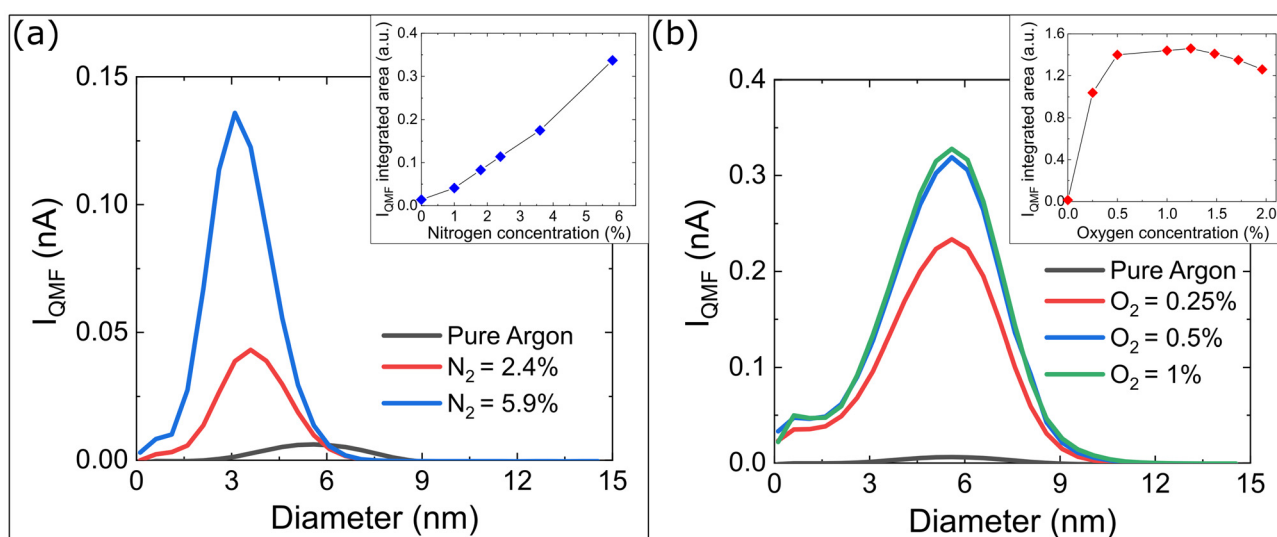 (a)
I_QMF (nA)
0.15
0.10
0.05
0.00
0 3 6 9 12 15
Diameter (nm)
Pure Argon
N₂ = 2.4%
N₂ = 5.9%
I_QMF integrated area (a.u.)
0.4
0.3
0.2
0.1
0.0
0 1 2 3 4 5 6
Nitrogen concentration (%)
(b)
I_QMF (nA)
0.4
0.3
0.2
0.1
0.0
0 3 6 9 12 15
Diameter (nm)
Pure Argon
O₂ = 0.25%
O₂ = 0.5%
O₂ = 1%
I_QMF integrated area (a.u.)
1.6
1.2
0.8
0.4
0.0
0.0 0.5 1.0 1.5 2.0
Oxygen concentration (%)